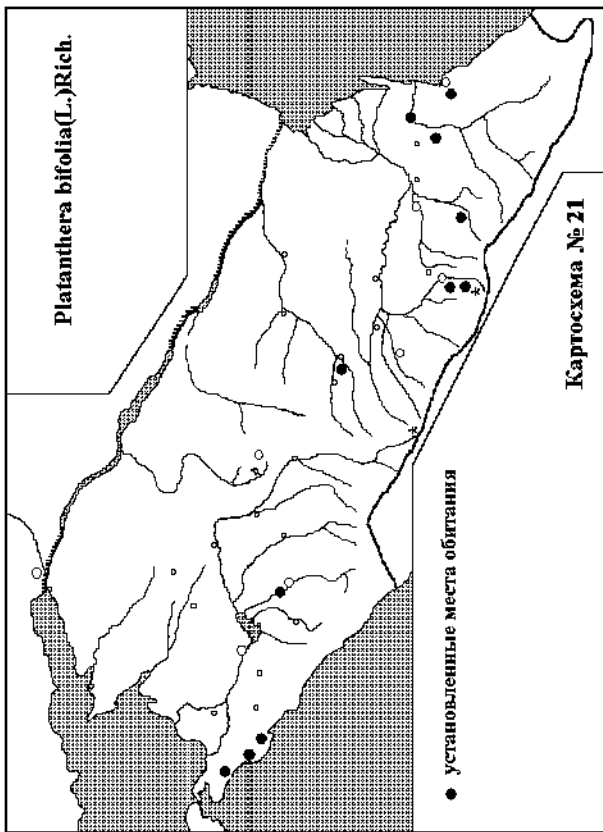 Platanthera bifolia(L.)Rich.
Картосхема № 21
установленные места обитания